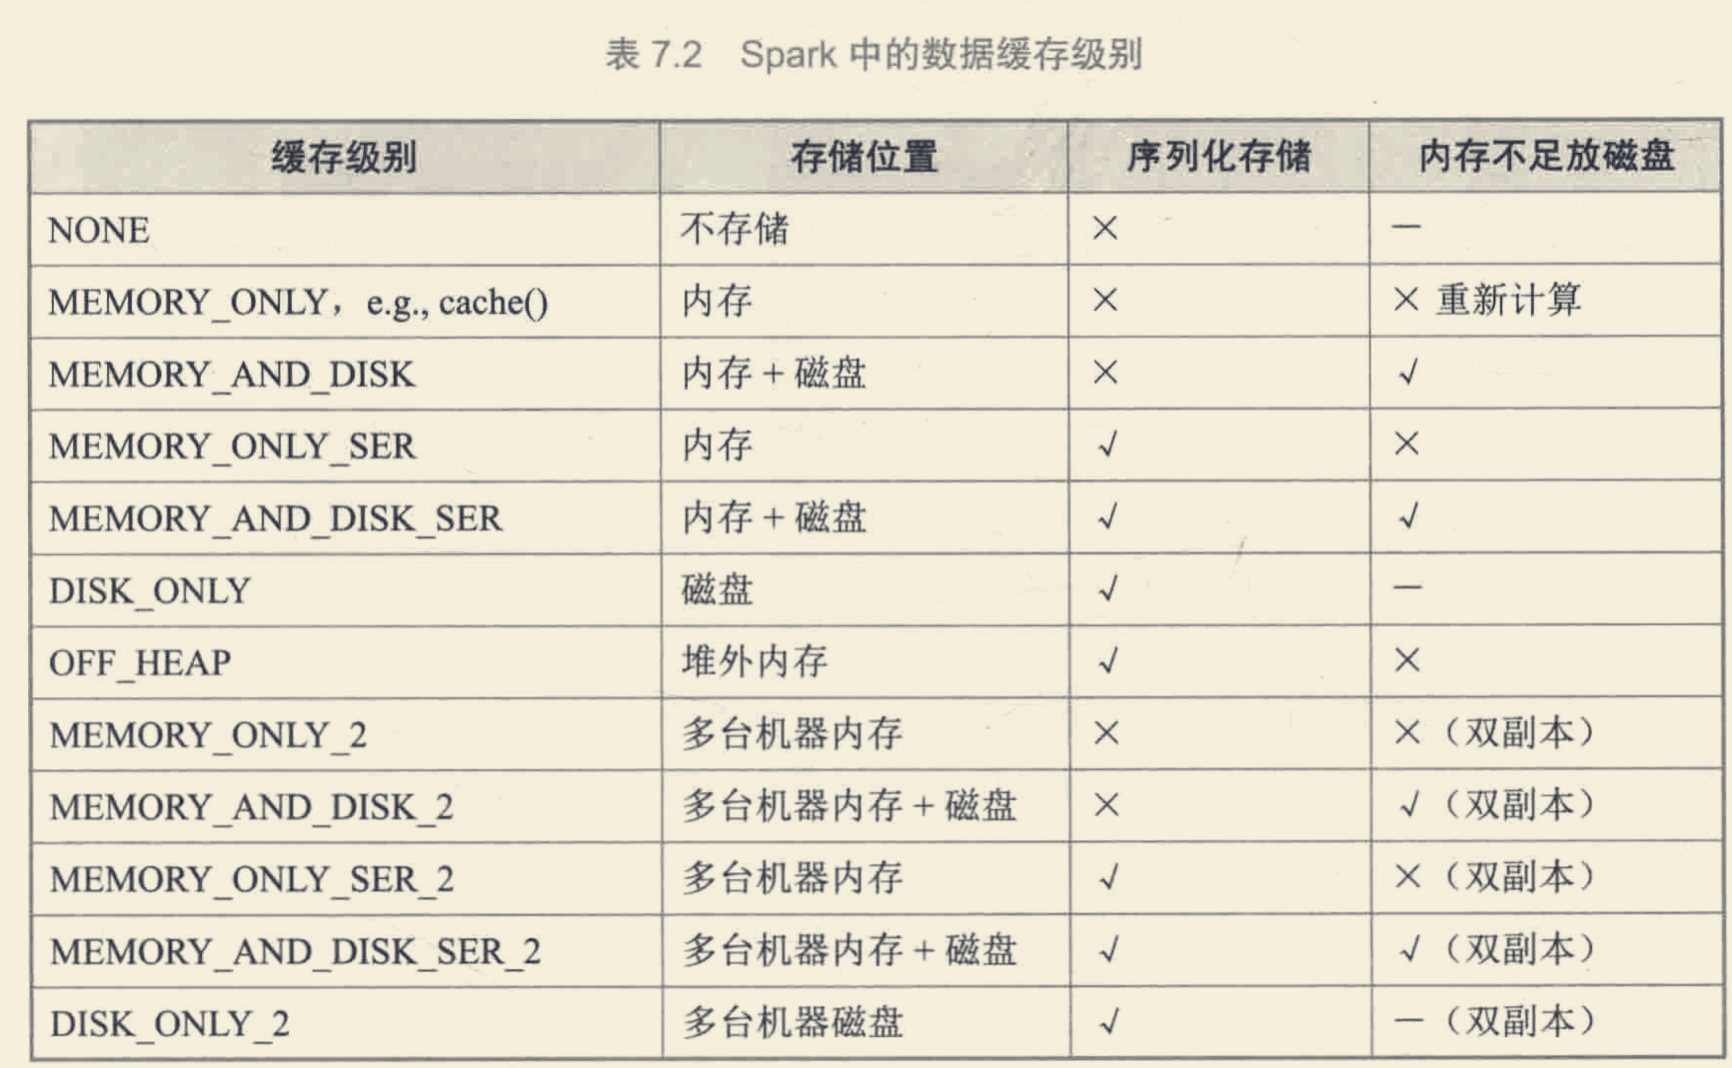 表 7.2 Spark 中的数据缓存级别
缓存级别 存储位置 序列化存储 内存不足放磁盘
NONE 不存储 × —
MEMORY_ONLY，e.g., cache() 内存 × × 重新计算
MEMORY_AND_DISK 内存 + 磁盘 × √
MEMORY_ONLY_SER 内存 √ ×
MEMORY_AND_DISK_SER 内存 + 磁盘 √ √
DISK_ONLY 磁盘 √ —
OFF_HEAP 堆外内存 √ ×
MEMORY_ONLY_2 多台机器内存 × ×（双副本）
MEMORY_AND_DISK_2 多台机器内存 + 磁盘 × √（双副本）
MEMORY_ONLY_SER_2 多台机器内存 √ ×（双副本）
MEMORY_AND_DISK_SER_2 多台机器内存 + 磁盘 √ √（双副本）
DISK_ONLY_2 多台机器磁盘 √ —（双副本）